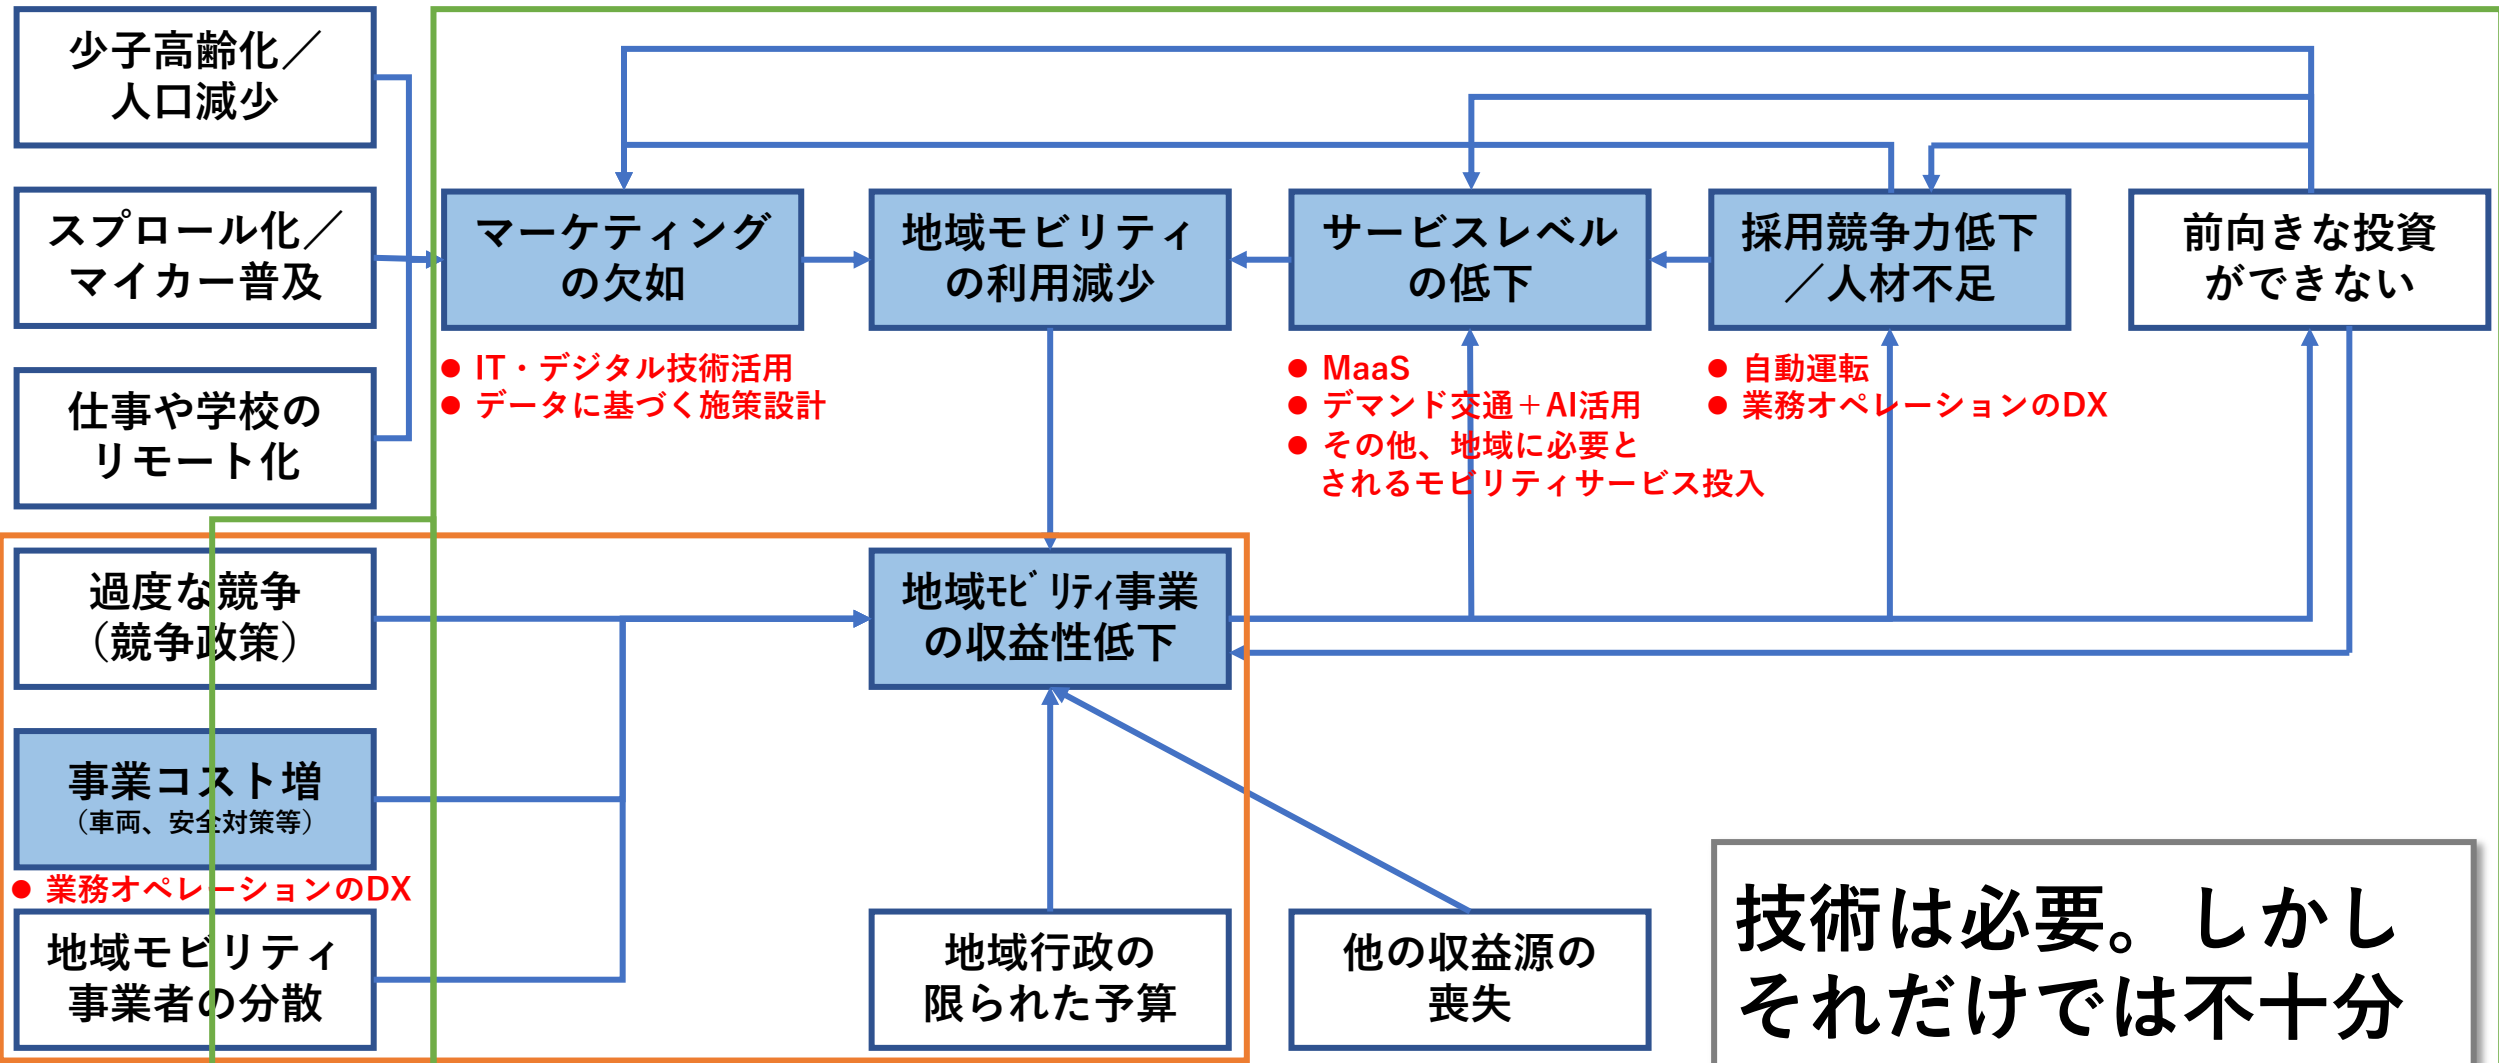 少子高齢化／
人口減少
スプロール化／
マイカー普及
仕事や学校の
リモート化
マーケティング
の欠如
地域モビリティ
の利用減少
サービスレベル
の低下
採用競争力低下
／人材不足
前向きな投資
ができない
● IT・デジタル技術活用
● データに基づく施策設計
● MaaS
● デマンド交通＋AI活用
● その他、地域に必要と
されるモビリティサービス投入
● 自動運転
● 業務オペレーションのDX
過度な競争
（競争政策）
地域ﾓﾋﾞﾘﾃｨ事業
の収益性低下
事業コスト増
（車両、安全対策等）
● 業務オペレーションのDX
地域モビリティ
事業者の分散
地域行政の
限られた予算
他の収益源の
喪失
技術は必要。しかし
それだけでは不十分